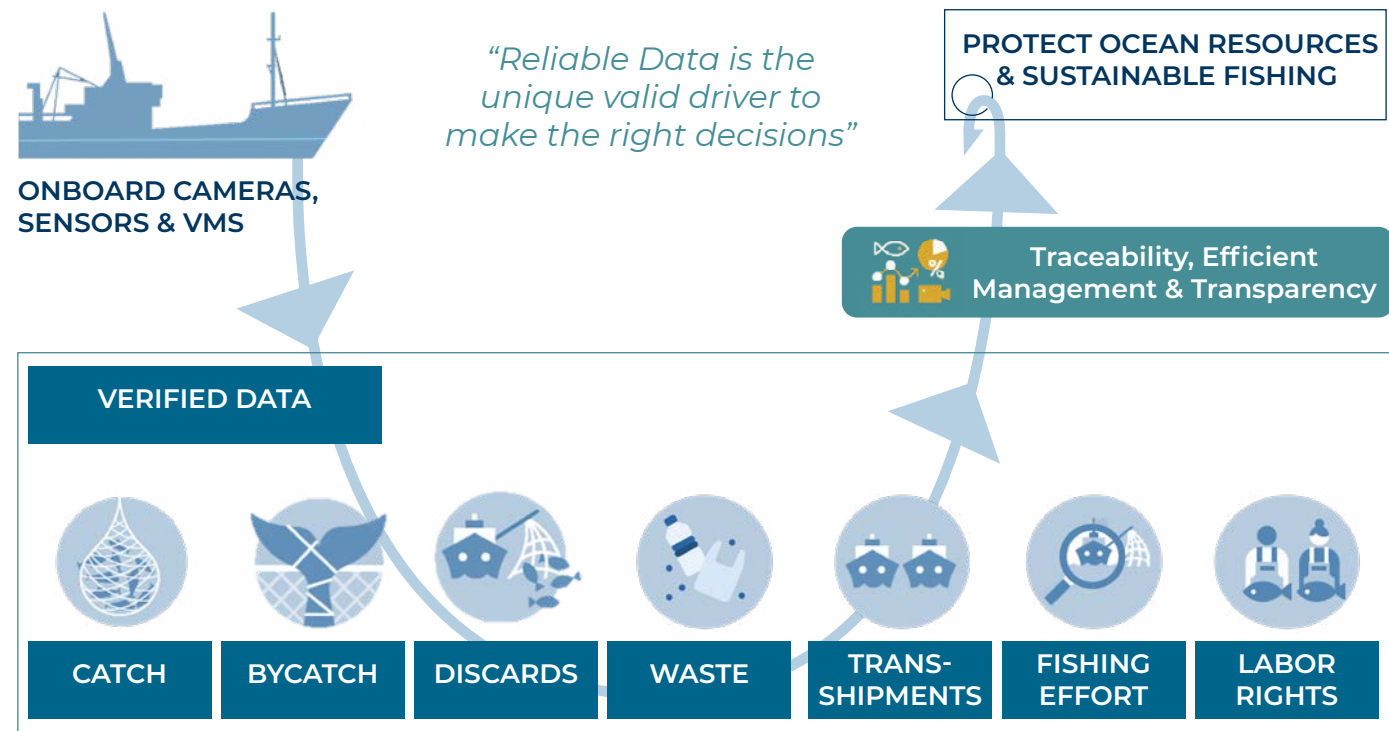 “Reliable Data is the
unique valid driver to
make the right decisions”
PROTECT OCEAN RESOURCES
& SUSTAINABLE FISHING
ONBOARD CAMERAS,
SENSORS & VMS
%
Traceability, Efficient
Management & Transparency
VERIFIED DATA
CATCH
BYCATCH
DISCARDS
WASTE
TRANS-
SHIPMENTS
FISHING
EFFORT
LABOR
RIGHTS